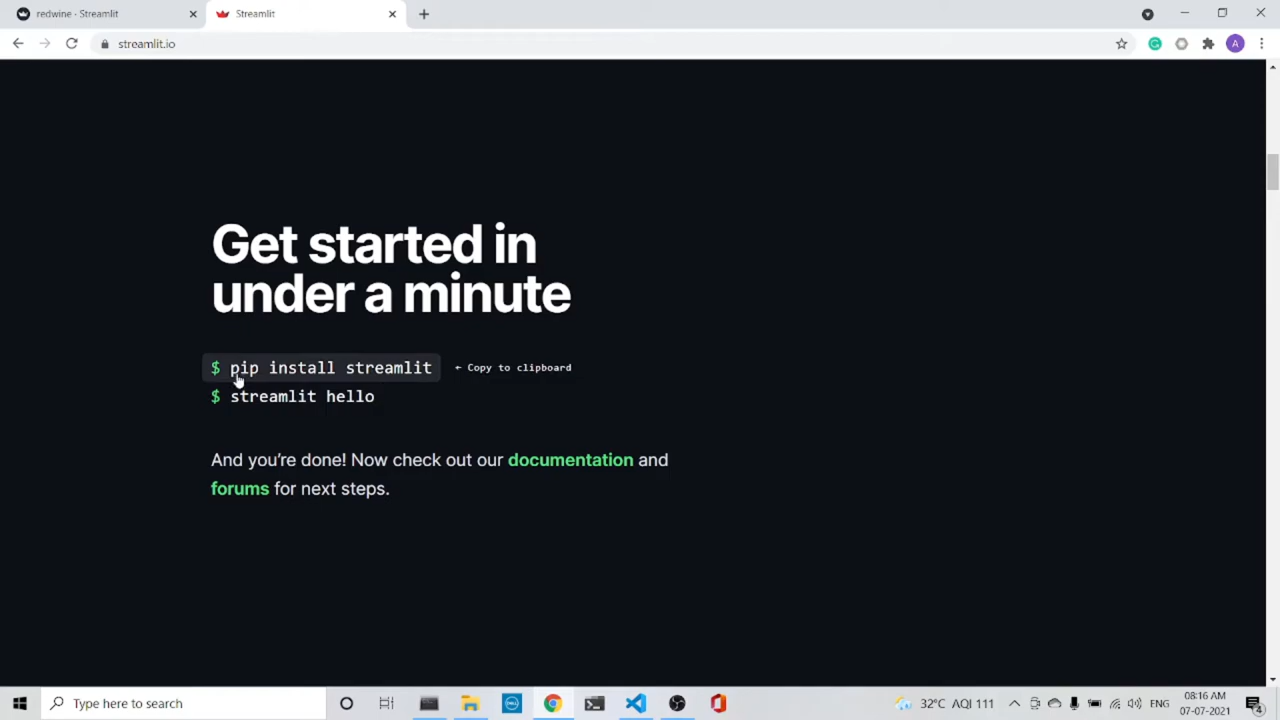 redwine - Streamlit
Streamlit
streamlit.io
A
Get started in
under a minute
$ pip install streamlit
← Copy to clipboard
$ streamlit hello
And you're done! Now check out our documentation and
forums for next steps.
Type here to search
DELL
32°C AQI 111
ENG
08:16 AM
07-07-2021
4